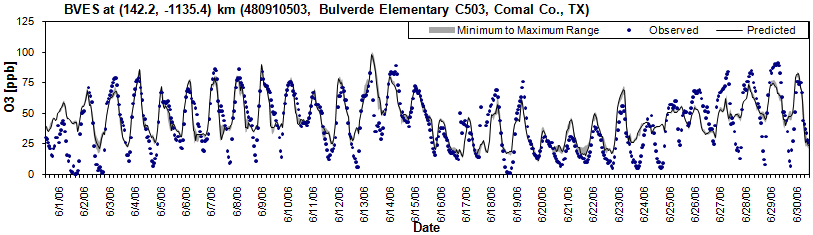 BVES at (142.2, -1135.4) km (480910503, Bulverde Elementary C503, Comal Co., TX)
Minimum to Maximum Range Observed Predicted
O3 [ppb]
125
100
75
50
25
0
6/1/06 6/2/06 6/3/06 6/4/06 6/5/06 6/6/06 6/7/06 6/8/06 6/9/06 6/10/06 6/11/06 6/12/06 6/13/06 6/14/06 6/15/06 6/16/06 6/17/06 6/18/06 6/19/06 6/20/06 6/21/06 6/22/06 6/23/06 6/24/06 6/25/06 6/26/06 6/27/06 6/28/06 6/29/06 6/30/06
Date